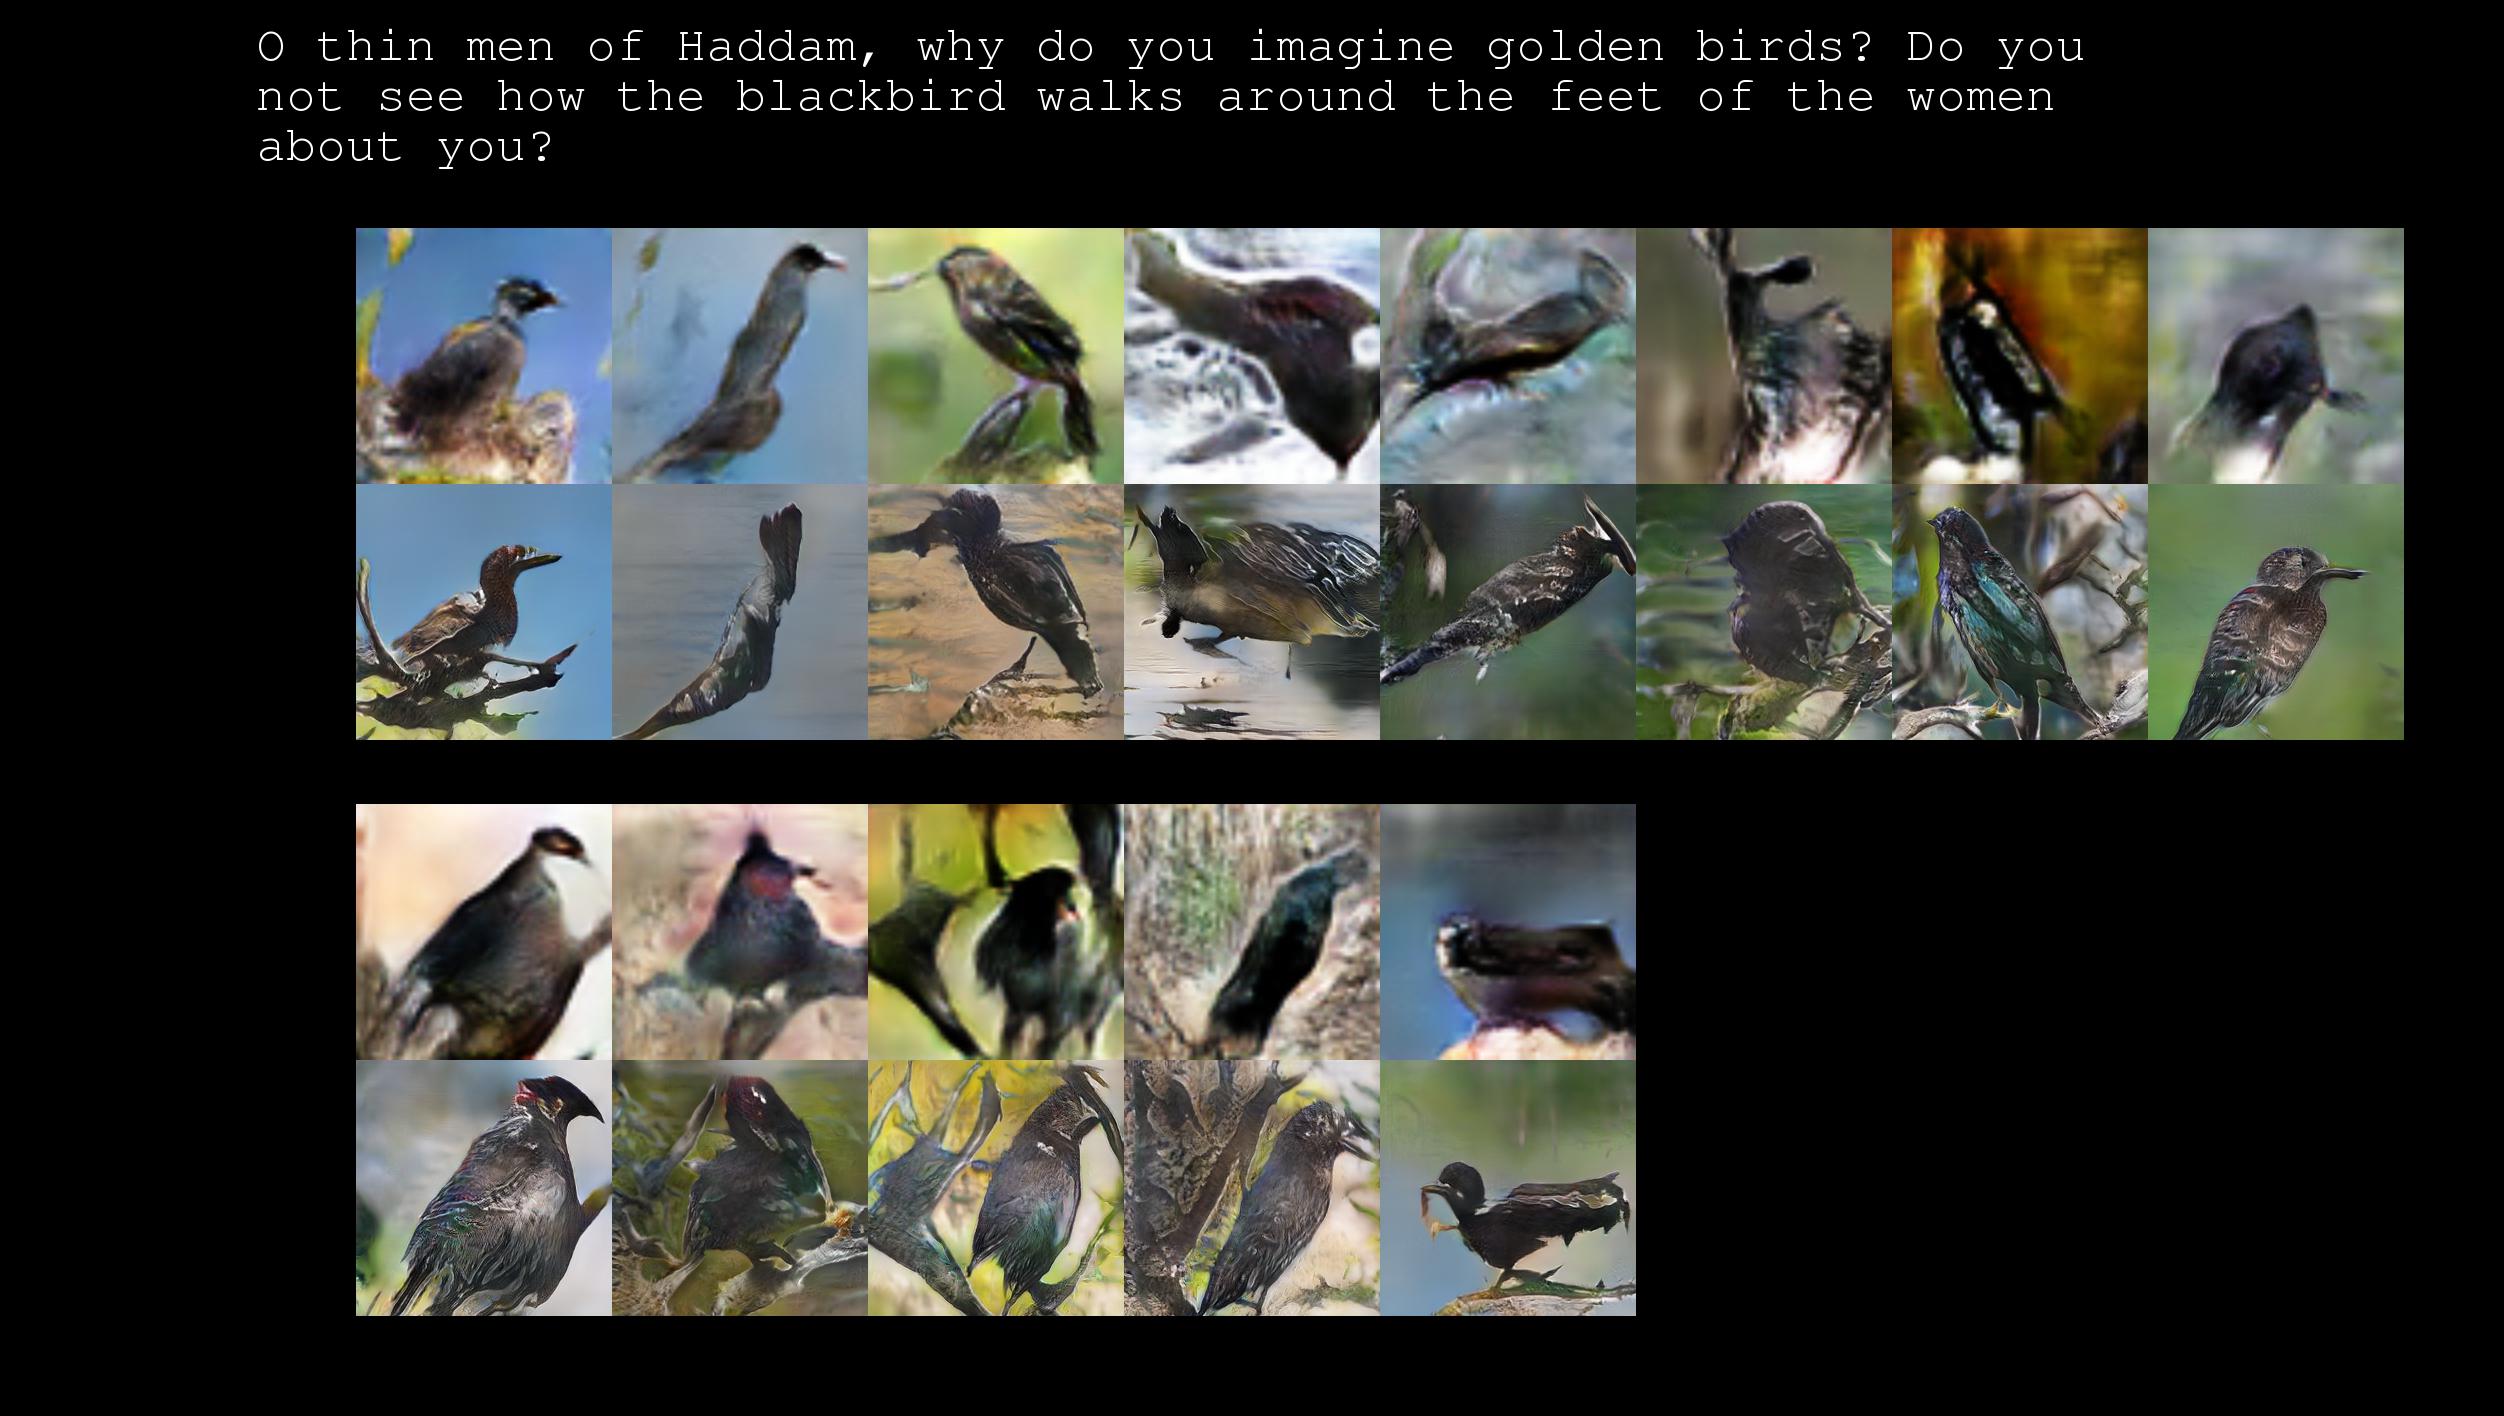 O thin men of Haddam, why do you imagine golden birds? Do you
not see how the blackbird walks around the feet of the women
about you?